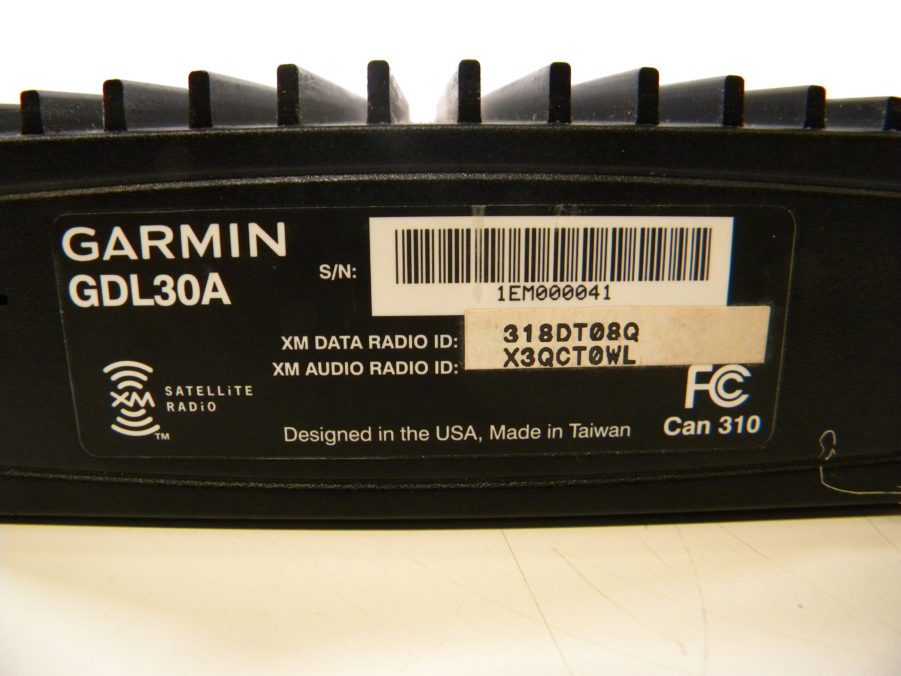 GARMIN
GDL30A
S/N:
1EM000041
XM DATA RADIO ID: 318DT08Q
XM AUDIO RADIO ID: X3QCT0WL
XM SATELLiTE
RADiO
TM
FC
Designed in the USA, Made in Taiwan
Can 310